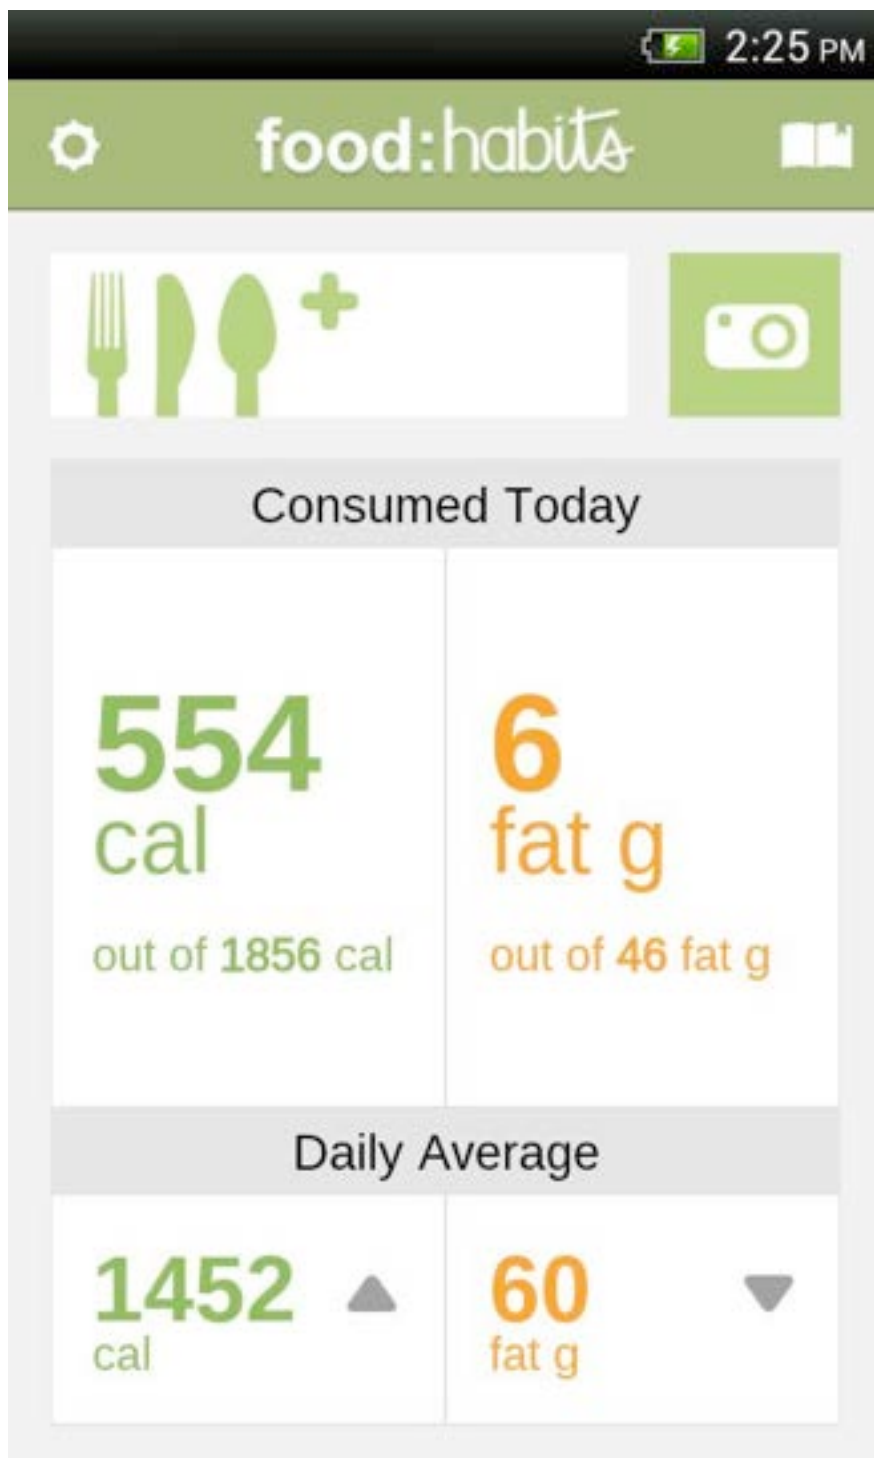 2:25 PM
food:habits
Consumed Today
554
cal
out of 1856 cal
6
fat g
out of 46 fat g
Daily Average
1452
cal
60
fat g